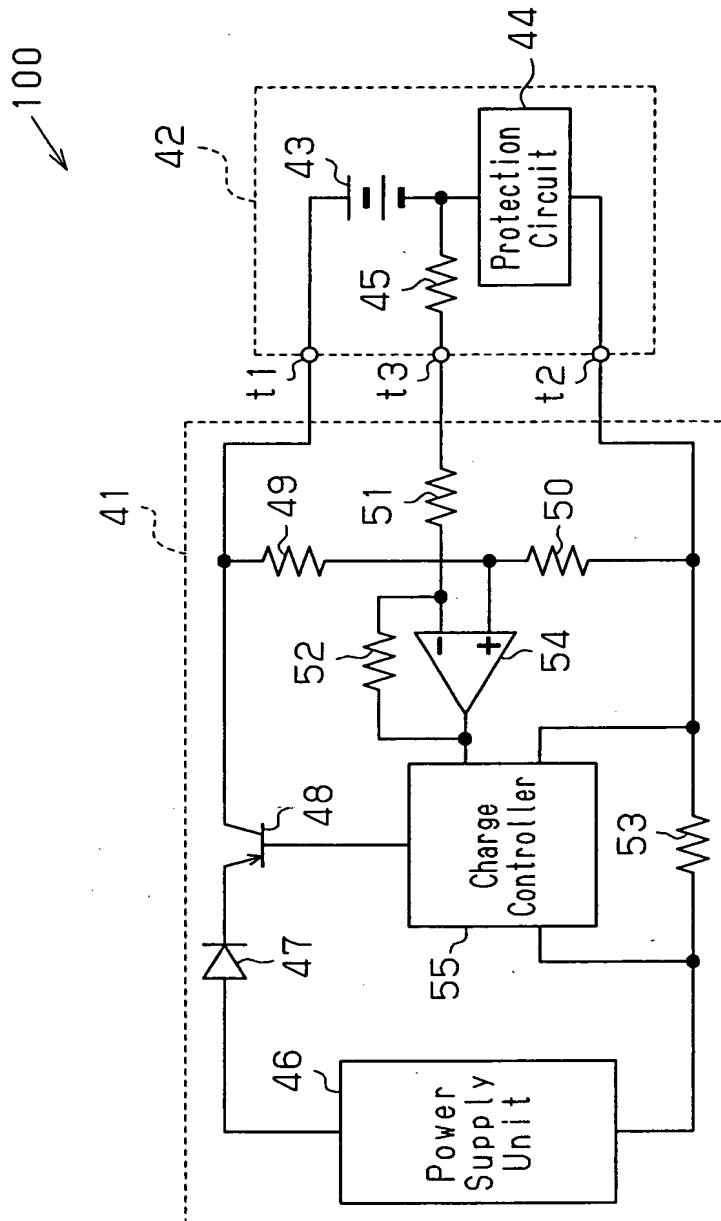 100
41
42
46
Power
Supply
Unit
47
48
49
t1
43
55
Charge
Controller
52
-
+
54
51
t3
45
44
Protection
Circuit
50
t2
53